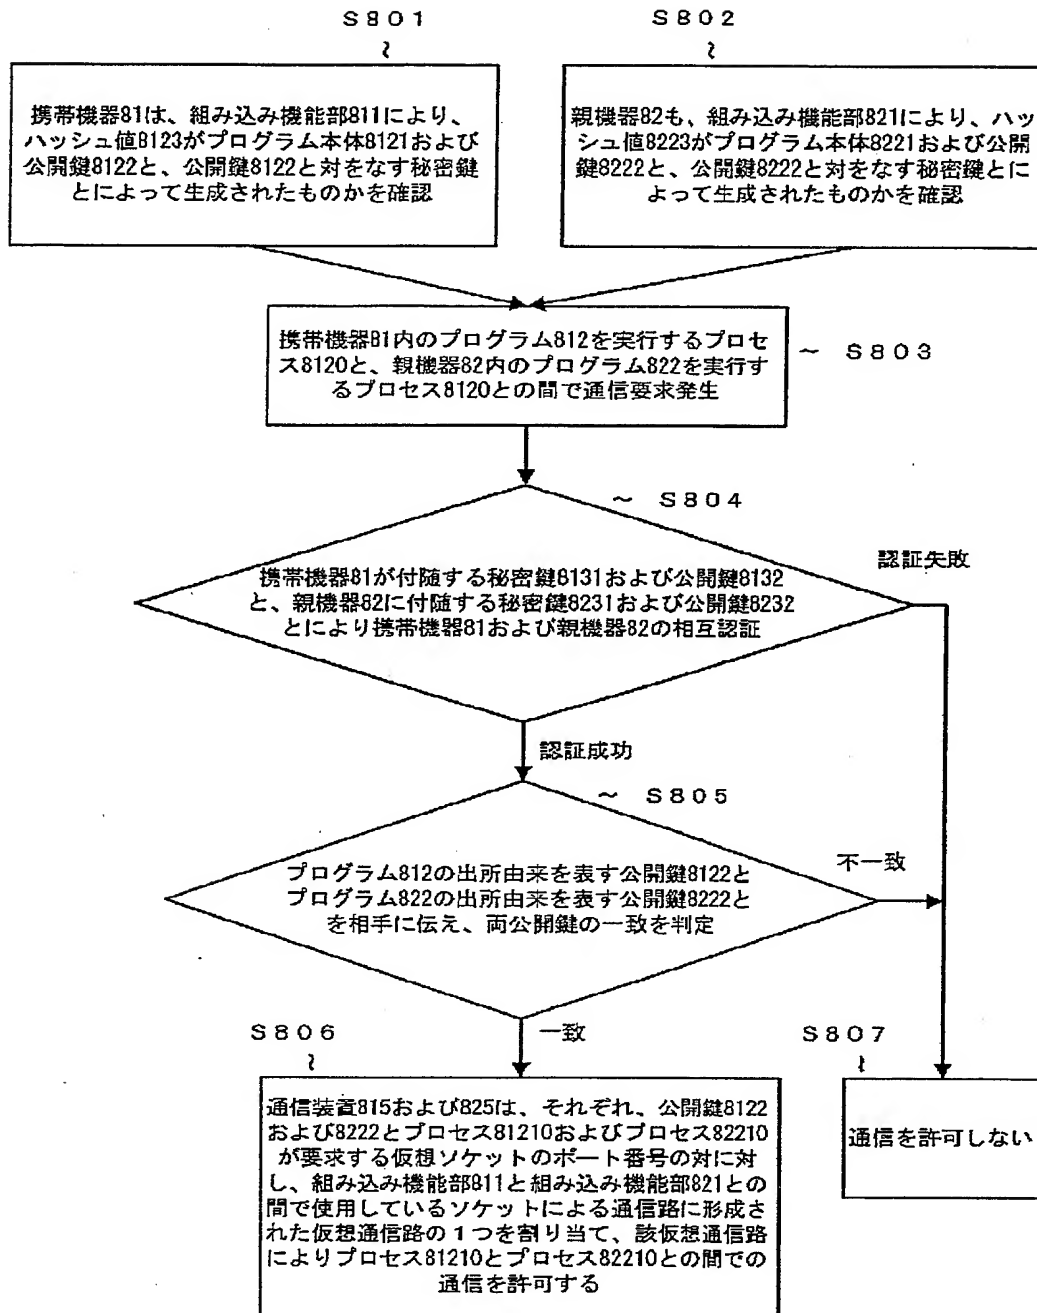 S801
S802
携帯機器81は、組み込み機能部811により、
ハッシュ値8123がプログラム本体8121および
公開鍵8122と、公開鍵8122と対をなす秘密鍵
とによって生成されたものかを確認
親機器82も、組み込み機能部821により、ハッ
シュ値8223がプログラム本体8221および公開
鍵8222と、公開鍵8222と対をなす秘密鍵とに
よって生成されたものかを確認
携帯機器81内のプログラム812を実行するプロセ
ス8120と、親機器82内のプログラム822を実行す
るプロセス8120との間で通信要求発生
~ S803
~ S804
携帯機器81が付随する秘密鍵8131および公開鍵8132
と、親機器82に付随する秘密鍵8231および公開鍵8232
とにより携帯機器81および親機器82の相互認証
認証失敗
認証成功
~ S805
プログラム812の出所由来を表す公開鍵8122と
プログラム822の出所由来を表す公開鍵8222と
を相手に伝え、両公開鍵の一致を判定
不一致
一致
S806
通信装置815および825は、それぞれ、公開鍵8122
および8222とプロセス81210およびプロセス82210
が要求する仮想ソケットのポート番号の対に対
し、組み込み機能部811と組み込み機能部821との
間で使用しているソケットによる通信路に形成され
た仮想通信路の1つを割り当て、該仮想通信路
によりプロセス81210とプロセス82210との間での
通信を許可する
S807
通信を許可しない